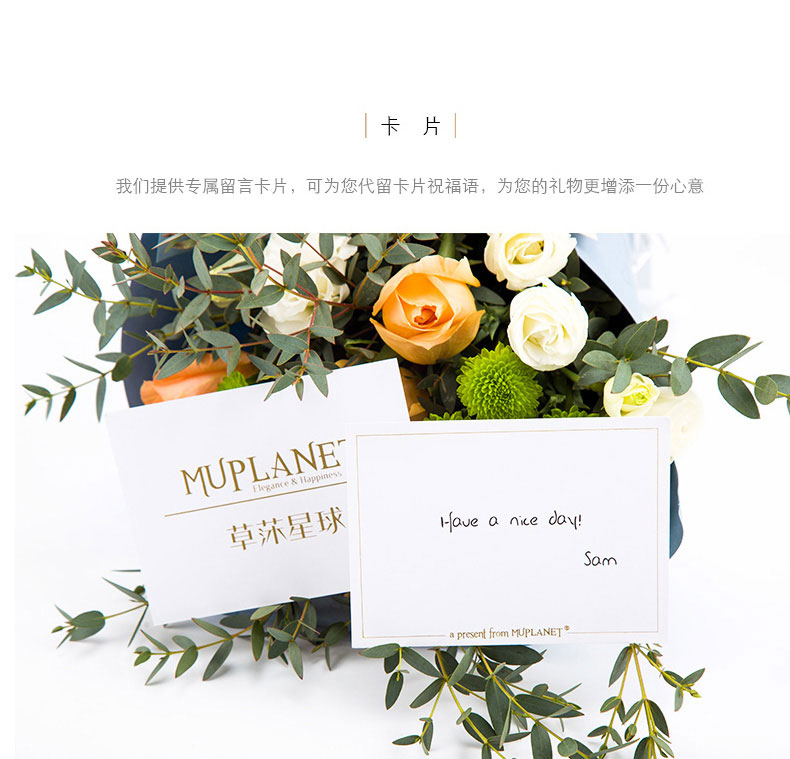 卡 片
我们提供专属留言卡片，可为您代留卡片祝福语，为您的礼物更增添一份心意
MUPLANET
Elegance & Happiness
草莎星球
Have a nice day!
Sam
a present from MUPLANET®